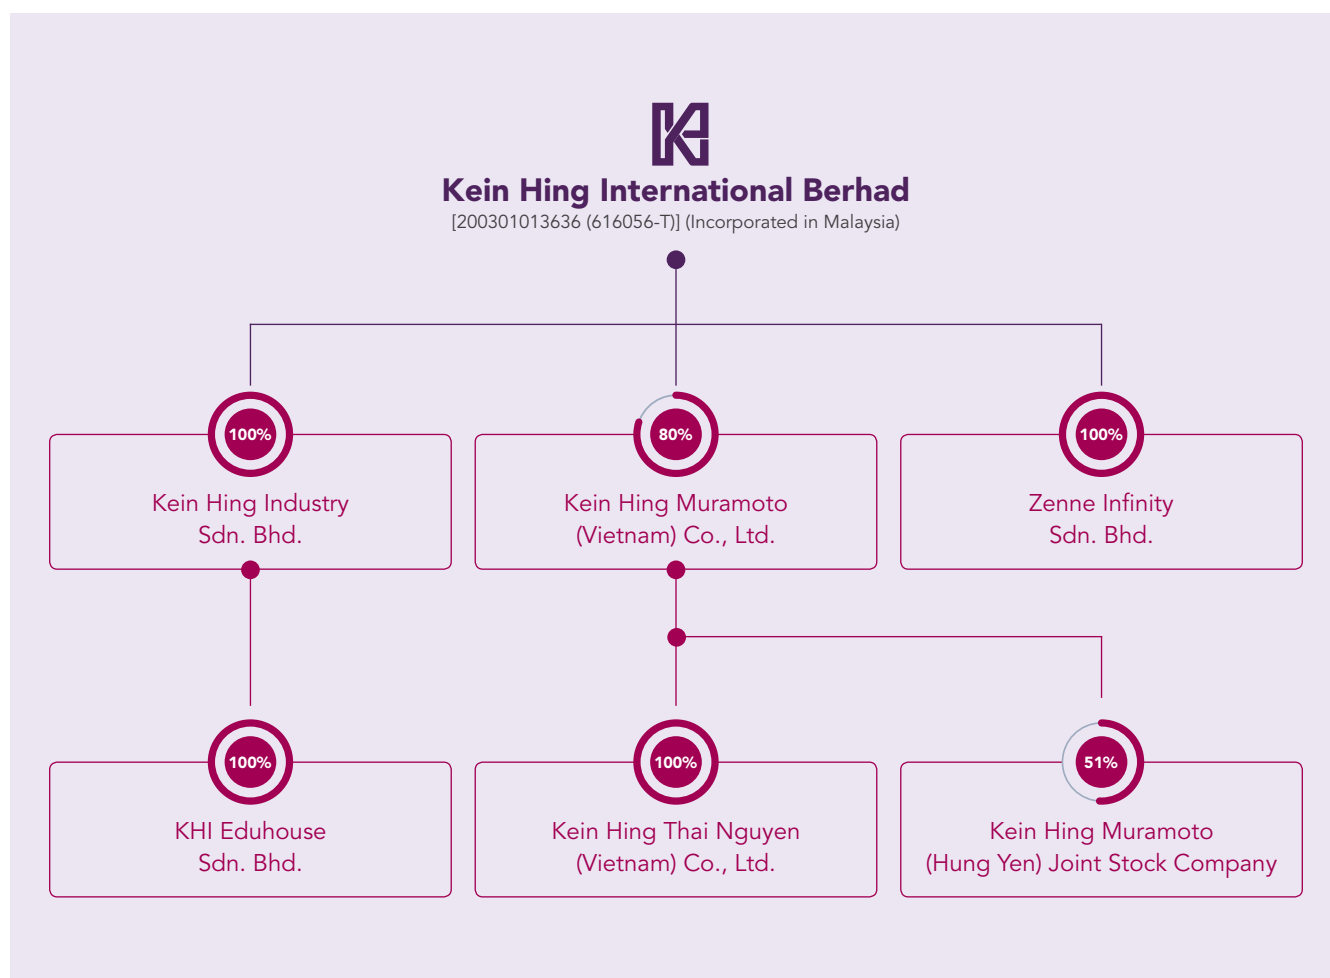 Kein Hing International Berhad
[200301013636 (616056-T)] (Incorporated in Malaysia)
100%
Kein Hing Industry
Sdn. Bhd.
80%
Kein Hing Muramoto
(Vietnam) Co., Ltd.
100%
Zenne Infinity
Sdn. Bhd.
100%
KHI Eduhouse
Sdn. Bhd.
100%
Kein Hing Thai Nguyen
(Vietnam) Co., Ltd.
51%
Kein Hing Muramoto
(Hung Yen) Joint Stock Company